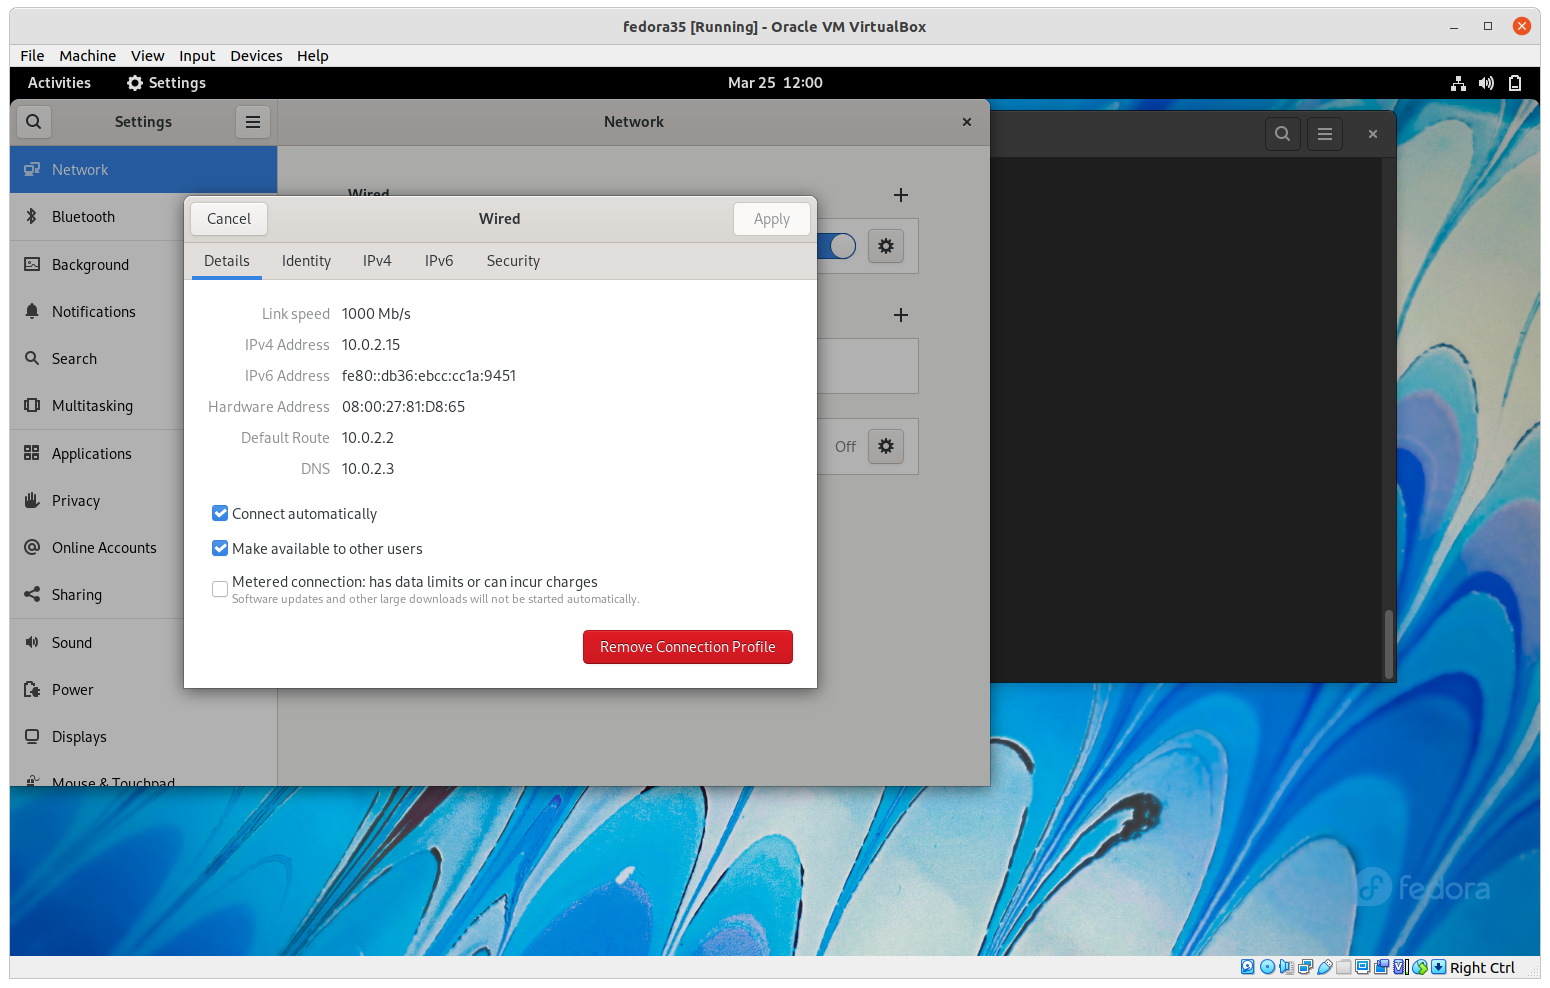 fedora35 [Running] - Oracle VM VirtualBox
File Machine View Input Devices Help
Activities Settings Mar 25 12:00
Settings Network
Network
Bluetooth
Background
Notifications
Search
Multitasking
Applications
Privacy
Online Accounts
Sharing
Sound
Power
Displays
Mouse & Touchpad
Wired
Off
Cancel Wired Apply
Details Identity IPv4 IPv6 Security
Link speed 1000 Mb/s
IPv4 Address 10.0.2.15
IPv6 Address fe80::db36:ebcc:cc1a:9451
Hardware Address 08:00:27:81:D8:65
Default Route 10.0.2.2
DNS 10.0.2.3
Connect automatically
Make available to other users
Metered connection: has data limits or can incur charges
Software updates and other large downloads will not be started automatically.
Remove Connection Profile
fedora
Right Ctrl